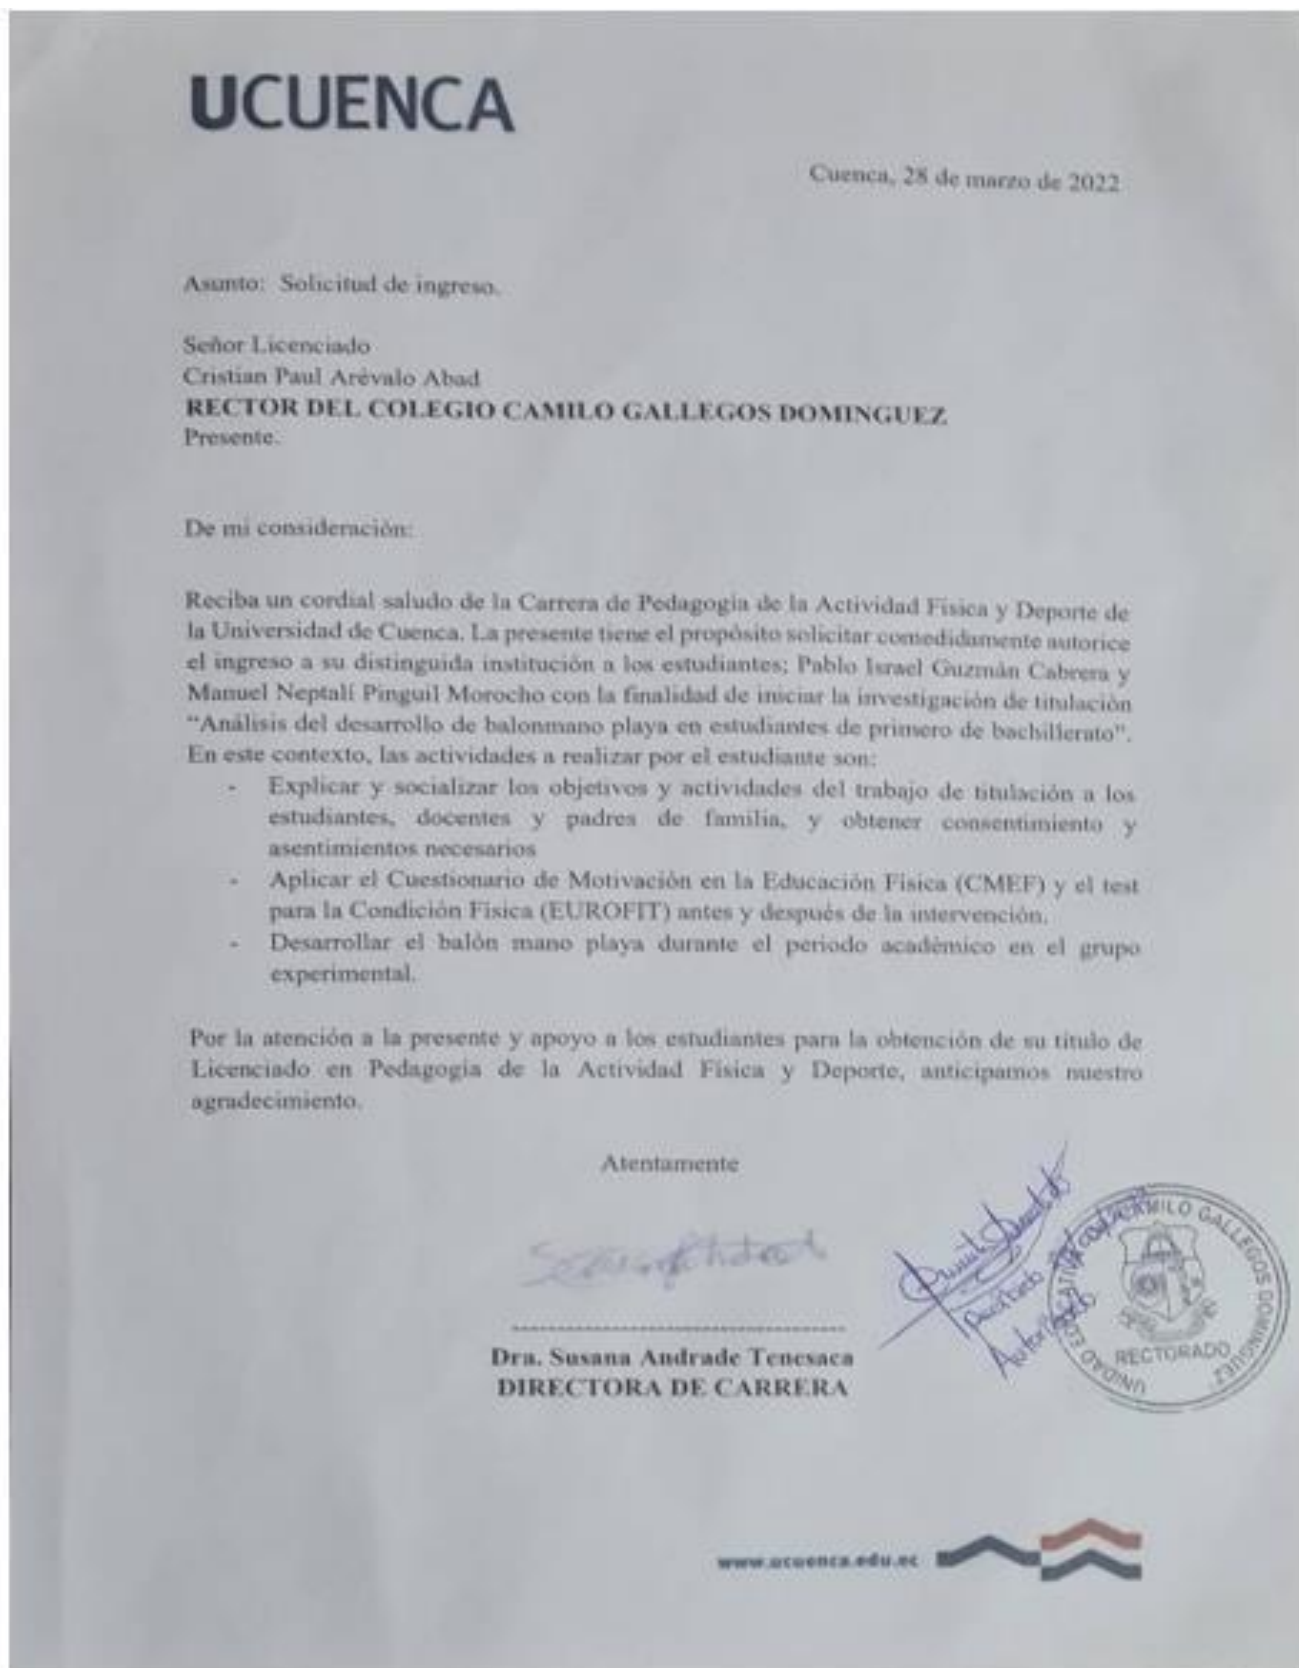 UCUENCA
Cuenca, 28 de marzo de 2022
Asunto: Solicitud de ingreso.
Señor Licenciado
Cristian Paul Arévalo Abad
RECTOR DEL COLEGIO CAMILO GALLEGOS DOMINGUEZ
Presente.
De mi consideración:
Reciba un cordial saludo de la Carrera de Pedagogía de la Actividad Física y Deporte de
la Universidad de Cuenca. La presente tiene el propósito solicitar comedidamente autorice
el ingreso a su distinguida institución a los estudiantes; Pablo Israel Guzmán Cabrera y
Manuel Neptalí Pinguil Morocho con la finalidad de iniciar la investigación de titulación
“Análisis del desarrollo de balonmano playa en estudiantes de primero de bachillerato”.
En este contexto, las actividades a realizar por el estudiante son:
- Explicar y socializar los objetivos y actividades del trabajo de titulación a los
estudiantes, docentes y padres de familia, y obtener consentimiento y
asentimientos necesarios
- Aplicar el Cuestionario de Motivación en la Educación Física (CMEF) y el test
para la Condición Física (EUROFIT) antes y después de la intervención.
- Desarrollar el balón mano playa durante el periodo académico en el grupo
experimental.
Por la atención a la presente y apoyo a los estudiantes para la obtención de su título de
Licenciado en Pedagogía de la Actividad Física y Deporte, anticipamos nuestro
agradecimiento.
Atentamente
Dra. Susana Andrade Tenesaca
DIRECTORA DE CARRERA
Autorizado
UNIDAD EDUCATIVA CAMILO GALLEGOS DOMINGUEZ
RECTORADO
www.ucuenca.edu.ec